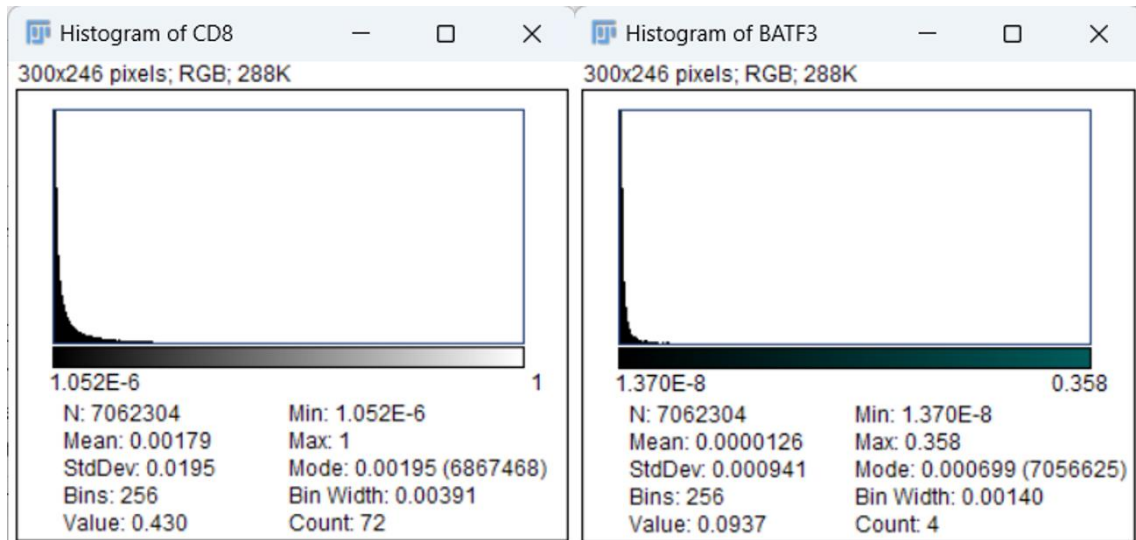 Histogram of CD8
300x246 pixels; RGB; 288K
1.052E-6 1
N: 7062304 Min: 1.052E-6
Mean: 0.00179 Max: 1
StdDev: 0.0195 Mode: 0.00195 (6867468)
Bins: 256 Bin Width: 0.00391
Value: 0.430 Count: 72
Histogram of BATF3
300x246 pixels; RGB; 288K
1.370E-8 0.358
N: 7062304 Min: 1.370E-8
Mean: 0.0000126 Max: 0.358
StdDev: 0.000941 Mode: 0.000699 (7056625)
Bins: 256 Bin Width: 0.00140
Value: 0.0937 Count: 4